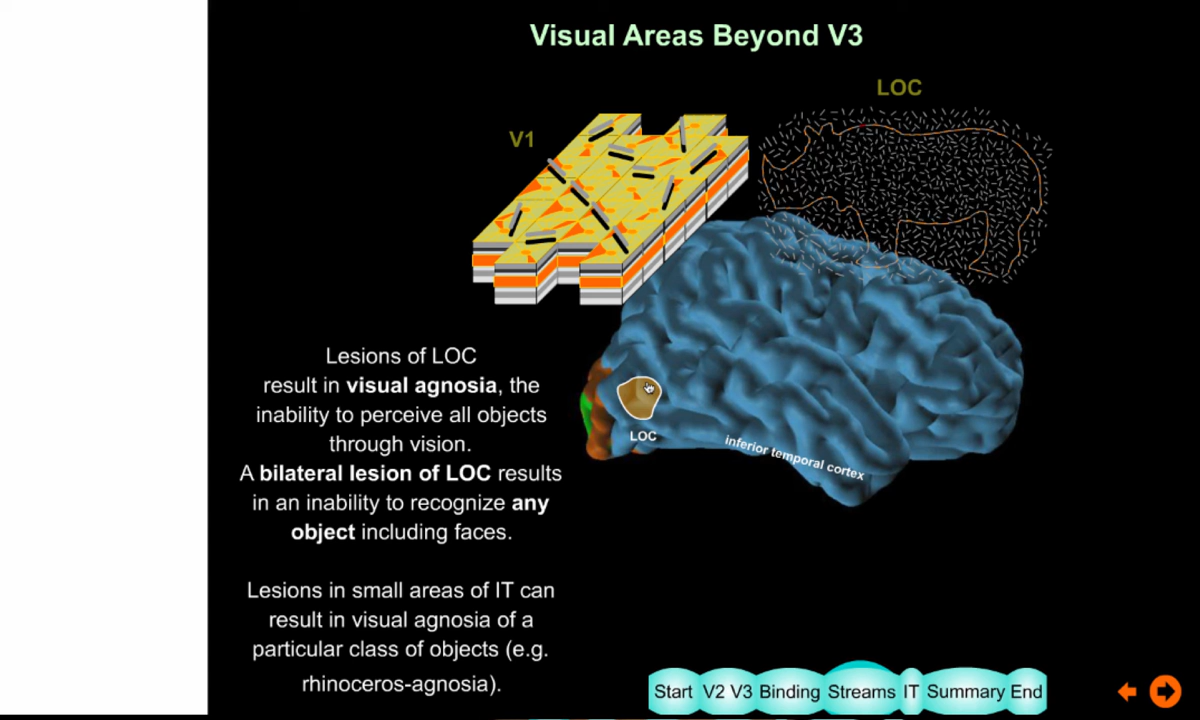 Visual Areas Beyond V3
LOC
V1
Lesions of LOC
result in visual agnosia, the
inability to perceive all objects
through vision.
A bilateral lesion of LOC results
in an inability to recognize any
object including faces.
LOC
inferior temporal cortex
Lesions in small areas of IT can
result in visual agnosia of a
particular class of objects (e.g.
rhinoceros-agnosia).
Start V2 V3 Binding Streams IT Summary End